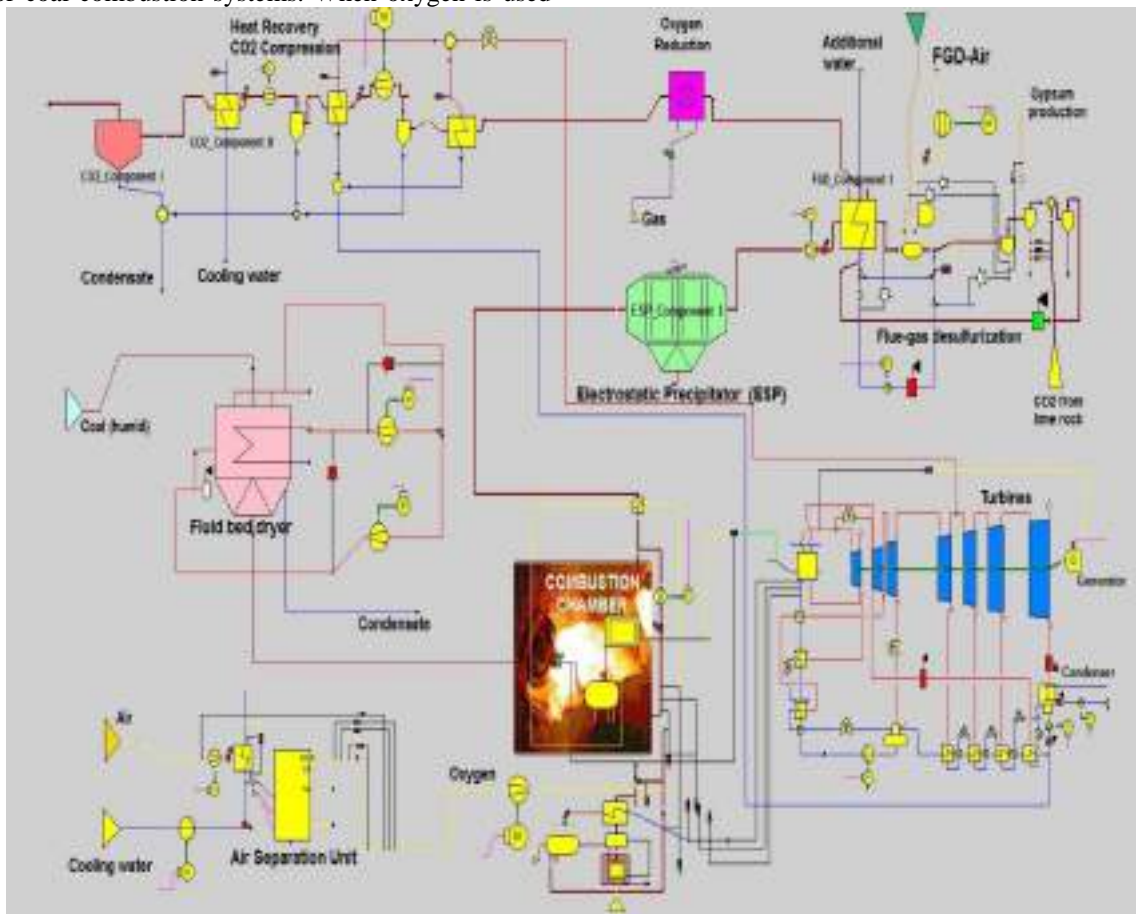 er coal combustion systems. When oxygen is used
Heat Recovery
CO2 Compression
Oxygen
Reduction
Additional
water
FGD-Air
Gypsum
production
CO2_Component II
CO2_Component I
FGD_Component 1
Gas
Condensate
Cooling water
ESP_Component 1
Flue-gas desulfurization
Electrostatic Precipitator (ESP)
CO2 from
lime rock
Coal (humid)
Turbines
Fluid bed dryer
COMBUSTION
CHAMBER
Generator
Condensate
Condenser
Air
Oxygen
Cooling water
Air Separation Unit